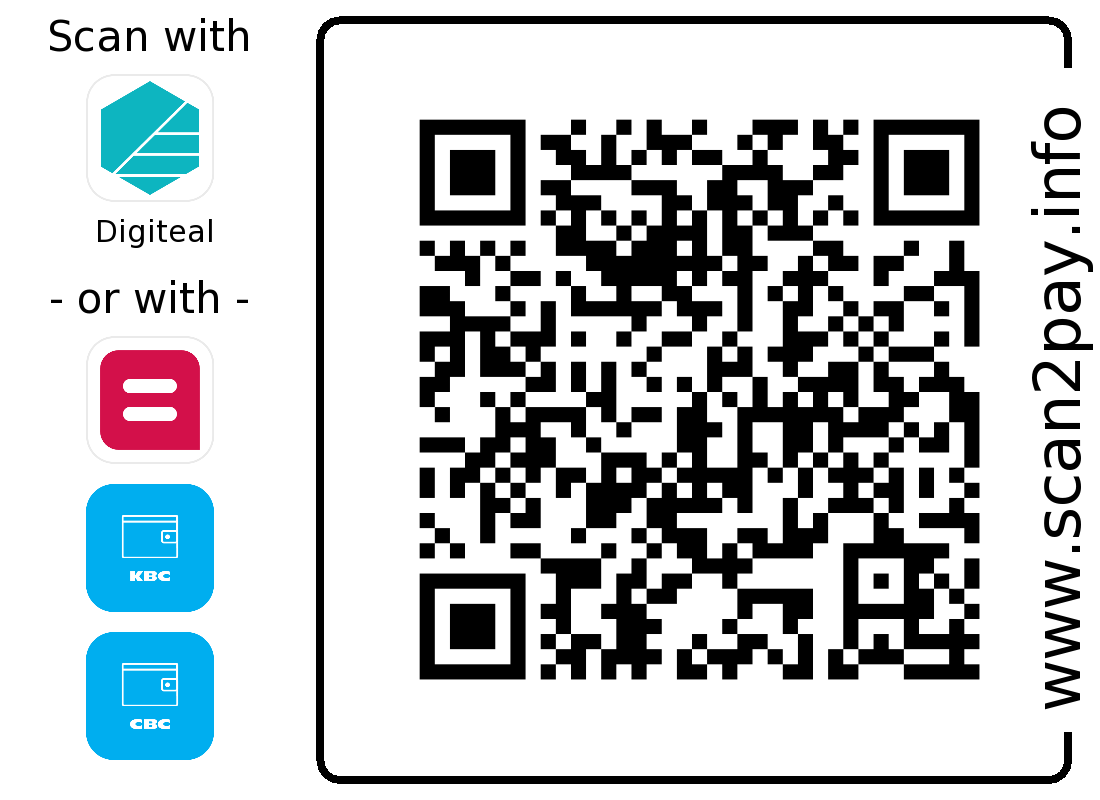 Scan with
Digiteal
- or with -
KBC
CBC
www.scan2pay.info